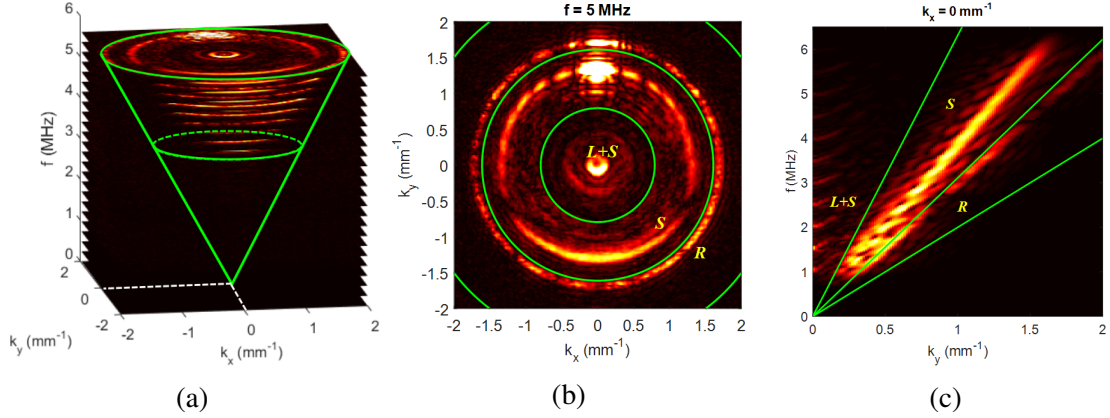 6
5
4
3
2
1
0
f (MHz)
2
0
-2
k_y (mm⁻¹)
-2
-1
0
1
2
k_x (mm⁻¹)
(a)
f = 5 MHz
2
1.5
1
0.5
0
-0.5
-1
-1.5
-2
k_y (mm⁻¹)
L+S
S
R
-2 -1.5 -1 -0.5 0 0.5 1 1.5 2
k_x (mm⁻¹)
(b)
k_x = 0 mm⁻¹
6
5
4
3
2
1
0
f (MHz)
S
L+S
R
0 0.5 1 1.5 2
k_y (mm⁻¹)
(c)